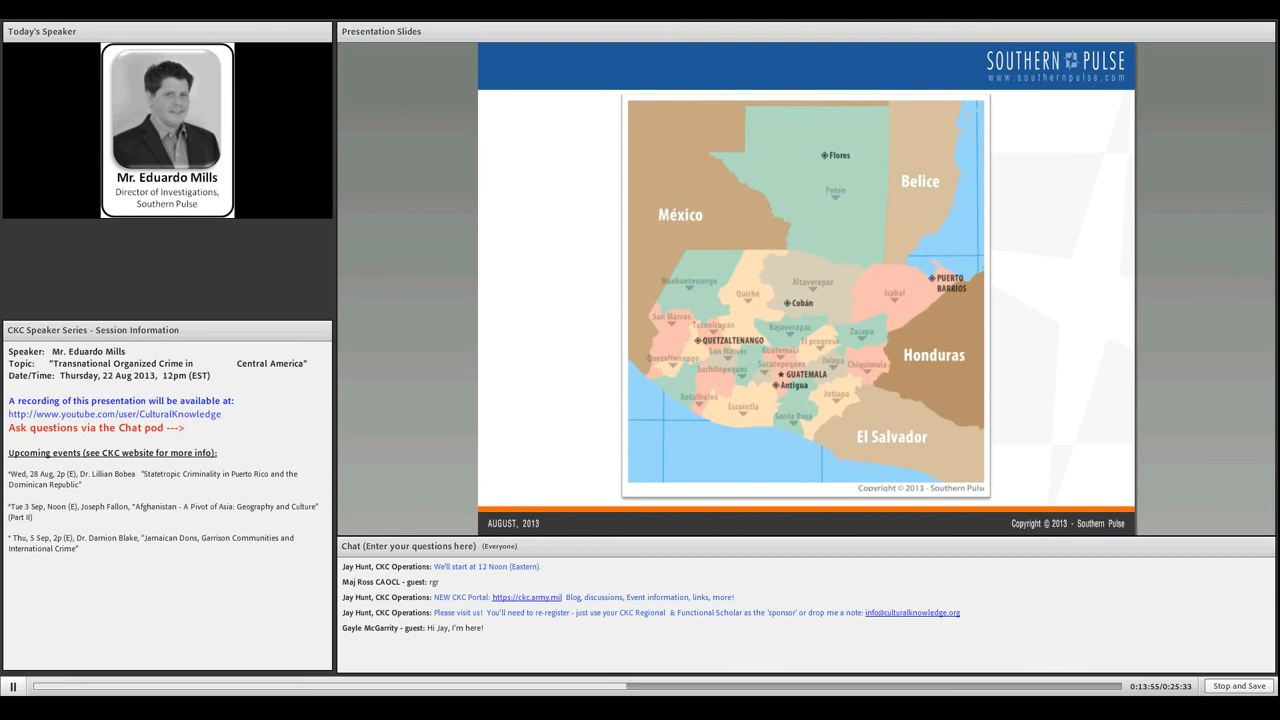 Today's Speaker
Mr. Eduardo Mills
Director of Investigations,
Southern Pulse
CKC Speaker Series - Session Information
Speaker: Mr. Eduardo Mills
Topic: "Transnational Organized Crime in Central America"
Date/Time: Thursday, 22 Aug 2013, 12pm (EST)
A recording of this presentation will be available at:
http://www.youtube.com/user/CulturalKnowledge
Ask questions via the Chat pod --->
Upcoming events (see CKC website for more info):
*Wed, 28 Aug, 2p (E), Dr. Lillian Bobea "Statetropic Criminality in Puerto Rico and the
Dominican Republic"
*Tue 3 Sep, Noon (E), Joseph Fallon, "Afghanistan - A Pivot of Asia: Geography and Culture"
(Part II)
* Thu, 5 Sep, 2p (E), Dr. Damion Blake, "Jamaican Dons, Garrison Communities and
International Crime"
Presentation Slides
SOUTHERN PULSE
www.southernpulse.com
Flores
Petén
Belice
México
Huehuetenango
Quiché
Altaverapaz
Cobán
Isabal
PUERTO
BARRIOS
San Marcos
Totonicapán
QUETZALTENANGO
Bajaverapaz
Zacapa
El progreso
San Matuas
Guatemala
Honduras
Quezaltenapos
Suchitepequez
Sacatepequez
Jalapa
Chiquimula
GUATEMALA
Antigua
Retalhuleu
Escuintla
Jutiapa
Santa Rosa
El Salvador
Copyright © 2013 - Southern Pulse
AUGUST, 2013
Copyright © 2013 - Southern Pulse
Chat (Enter your questions here) (Everyone)
Jay Hunt, CKC Operations: We'll start at 12 Noon (Eastern).
Maj Ross CAOCL - guest: rgr
Jay Hunt, CKC Operations: NEW CKC Portal: https://ckc.army.mil Blog, discussions, Event information, links, more!
Jay Hunt, CKC Operations: Please visit us! You'll need to re-register - just use your CKC Regional & Functional Scholar as the 'sponsor' or drop me a note: info@culturalknowledge.org
Gayle McGarrity - guest: Hi Jay, I'm here!
0:13:55/0:25:33
Stop and Save